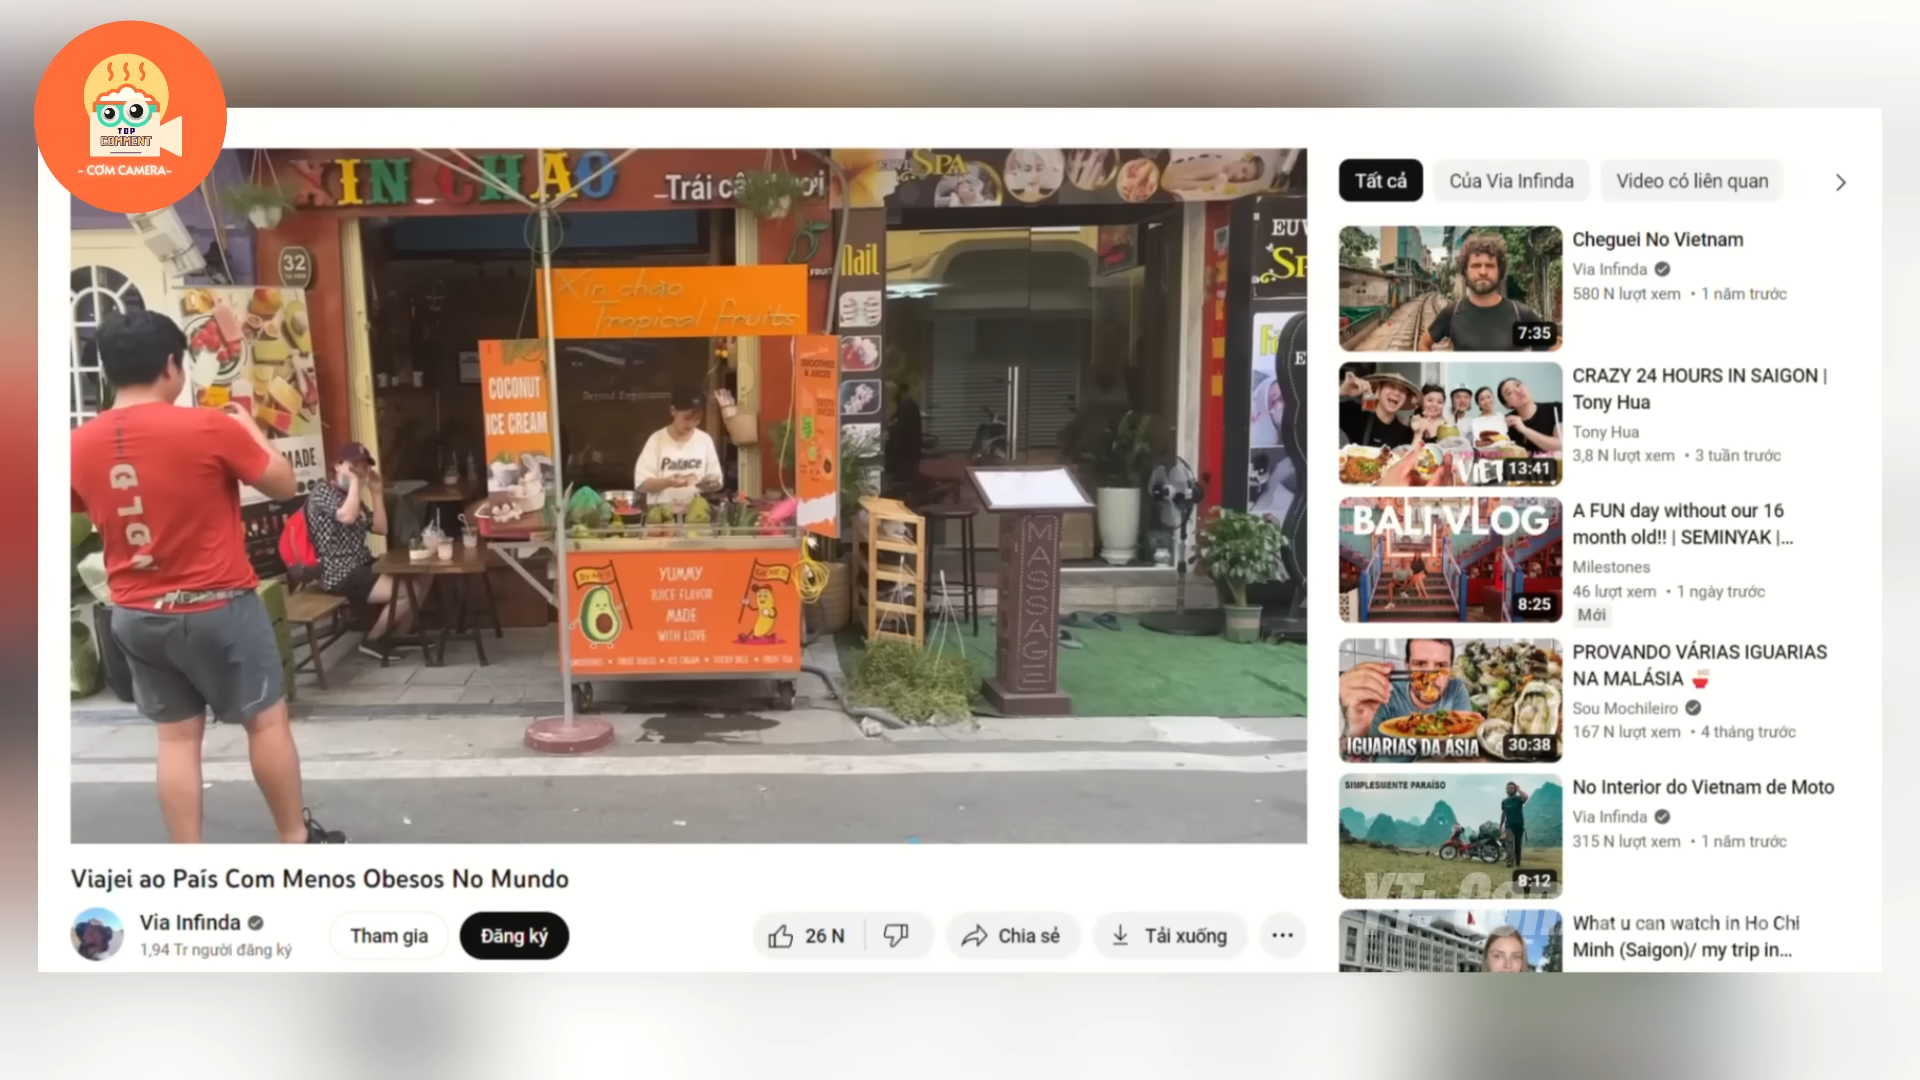 TOP
COMMENT
- CƠM CAMERA-
XIN CHÀO
Trái cây
SPA
32
Nail
EUV
FRUIT
Xin chào
Tropical fruits
COCONUT
ICE CREAM
SMOOTHIES
& JUICES
MADE
Palace
MASSAGE
YUMMY
JUICE FLAVOR
MADE
WITH LOVE
Viajei ao País Com Menos Obesos No Mundo
Via Infinda
1,94 Tr người đăng ký
Tham gia
Đăng ký
26 N
Chia sẻ
Tải xuống
Tất cả
Của Via Infinda
Video có liên quan
Cheguei No Vietnam
Via Infinda
580 N lượt xem • 1 năm trước
7:35
CRAZY 24 HOURS IN SAIGON |
Tony Hua
Tony Hua
3,8 N lượt xem • 3 tuần trước
VIET
13:41
BALI VLOG
A FUN day without our 16
month old!! | SEMINYAK |...
Milestones
46 lượt xem • 1 ngày trước
8:25
Mới
PROVANDO VÁRIAS IGUARIAS
NA MALÁSIA
Sou Mochileiro
167 N lượt xem • 4 tháng trước
IGUARIAS DA ÁSIA
30:38
SIMPLESMENTE PARAÍSO
No Interior do Vietnam de Moto
Via Infinda
315 N lượt xem • 1 năm trước
8:12
What u can watch in Ho Chi
Minh (Saigon)/ my trip in...